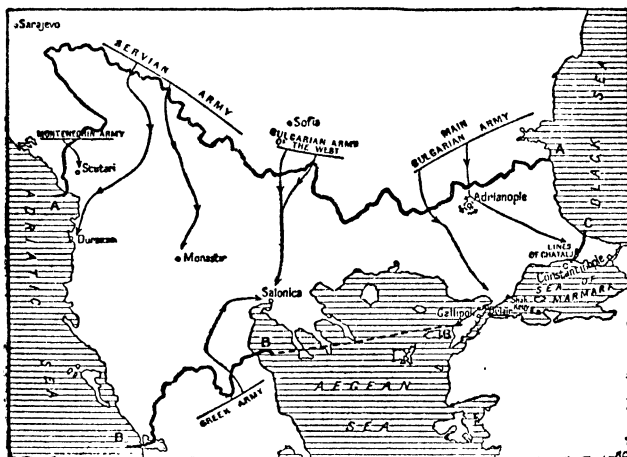 Sarajevo
SERVIAN ARMY
MONTENEGRIN ARMY
Scutari
A
Durazzo
Monastir
Sofia
BULGARIAN ARMY
OF THE WEST
MAIN
BULGARIAN ARMY
A
Adrianople
BLACK SEA
C
LINES
OF CHATALJA
C
Constantinople
SEA OF
MARMARA
Salonica
Gallipoli
Bulair
B
B
ADRIATIC
SEA
AEGEAN
SEA
GREEK ARMY
B